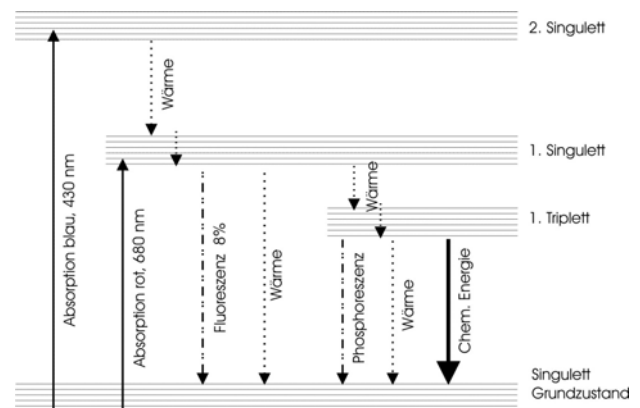 2. Singulett
Wärme
1. Singulett
Absorption blau, 430 nm
Absorption rot, 680 nm
Fluoreszenz 8%
Wärme
Wärme
1. Triplett
Phosphoreszenz
Wärme
Chem. Energie
Singulett
Grundzustand